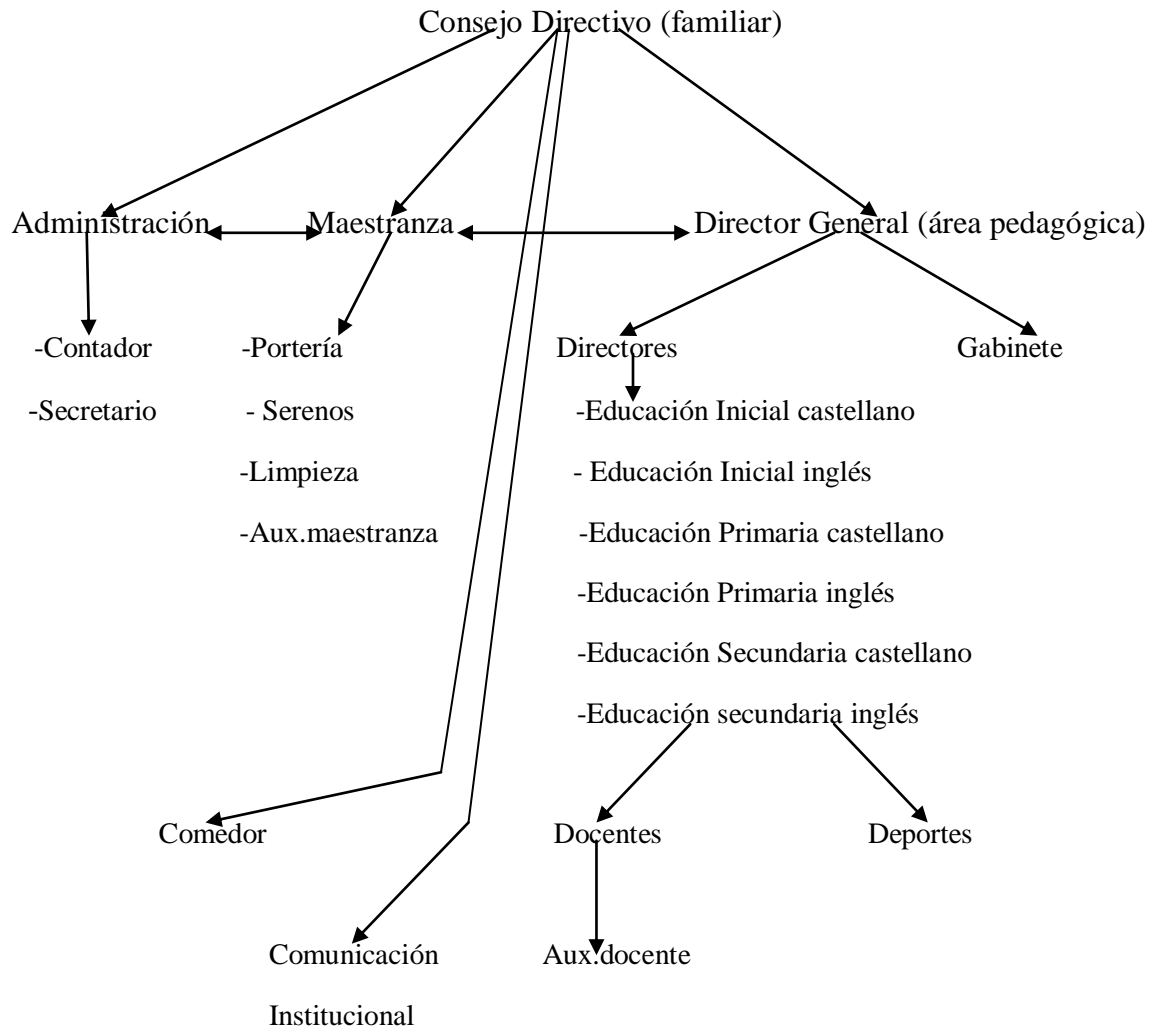 Consejo Directivo (familiar)
Administración Maestranza Director General (área pedagógica)
-Contador -Portería Directores Gabinete
-Secretario - Serenos -Educación Inicial castellano
-Limpieza - Educación Inicial inglés
-Aux.maestranza -Educación Primaria castellano
-Educación Primaria inglés
-Educación Secundaria castellano
-Educación secundaria inglés
Comedor Docentes Deportes
Comunicación Aux.docente
Institucional